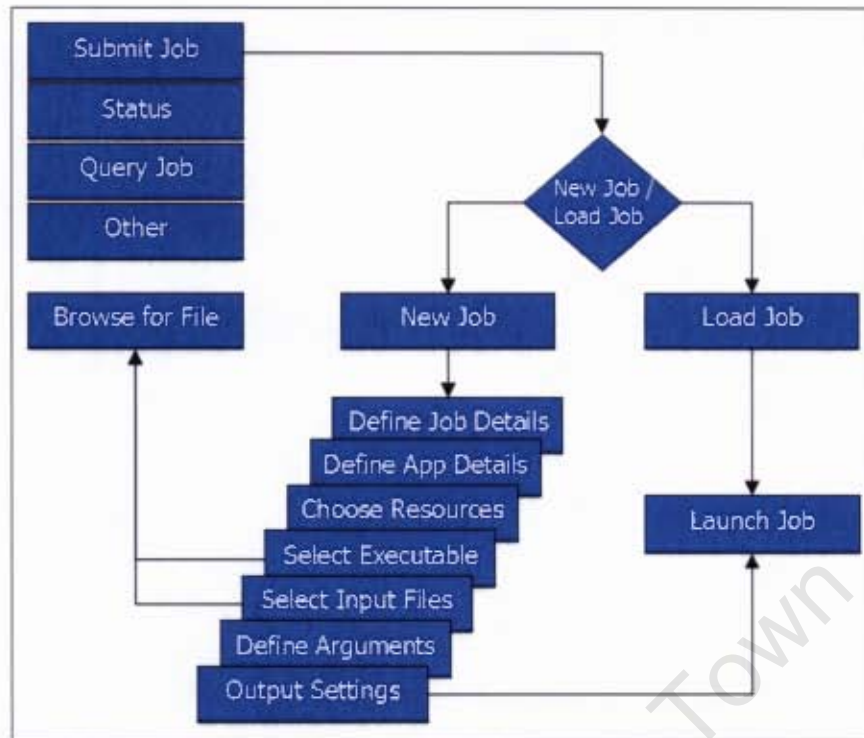 Submit Job
Status
Query Job
Other
New Job /
Load Job
Browse for File
New Job
Load Job
Define Job Details
Define App Details
Choose Resources
Select Executable
Select Input Files
Define Arguments
Output Settings
Launch Job
Town